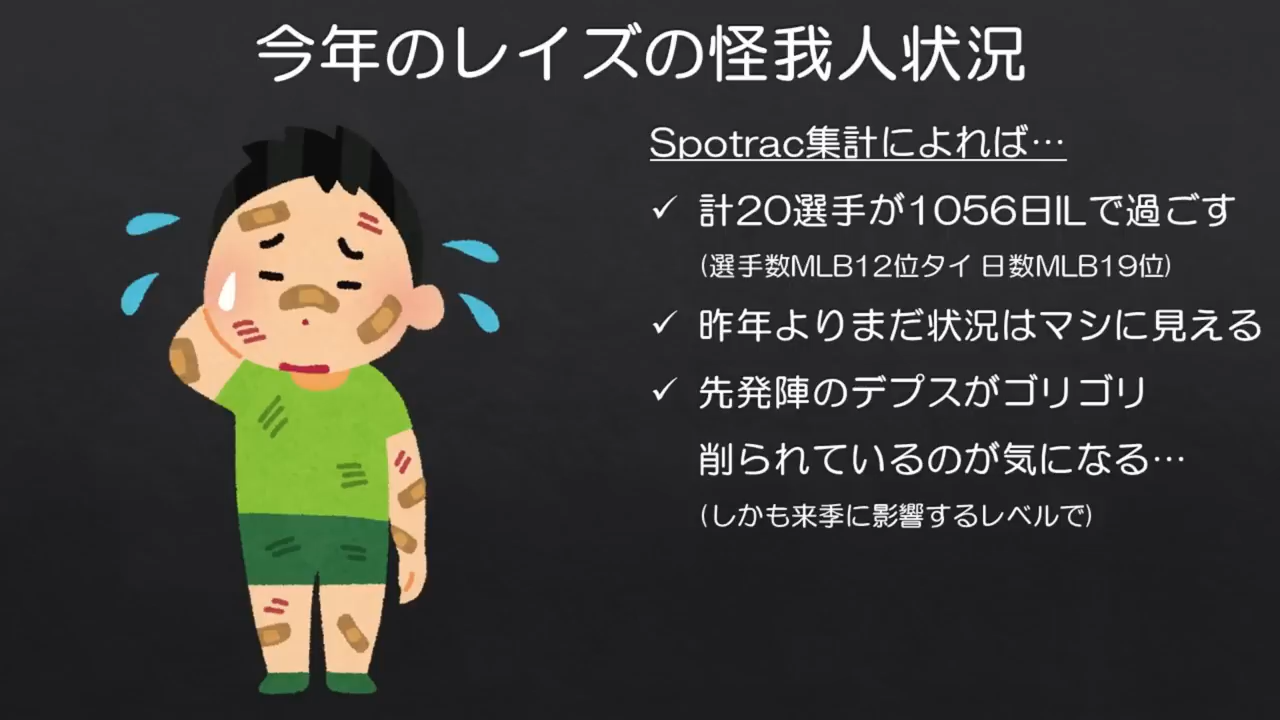 今年のレイズの怪我人状況
Spotrac集計によれば…
✓ 計20選手が1056日ILで過ごす
(選手数MLB12位タイ 日数MLB19位)
✓ 昨年よりまだ状況はマシに見える
✓ 先発陣のデプスがゴリゴリ
削られているのが気になる…
(しかも来季に影響するレベルで)